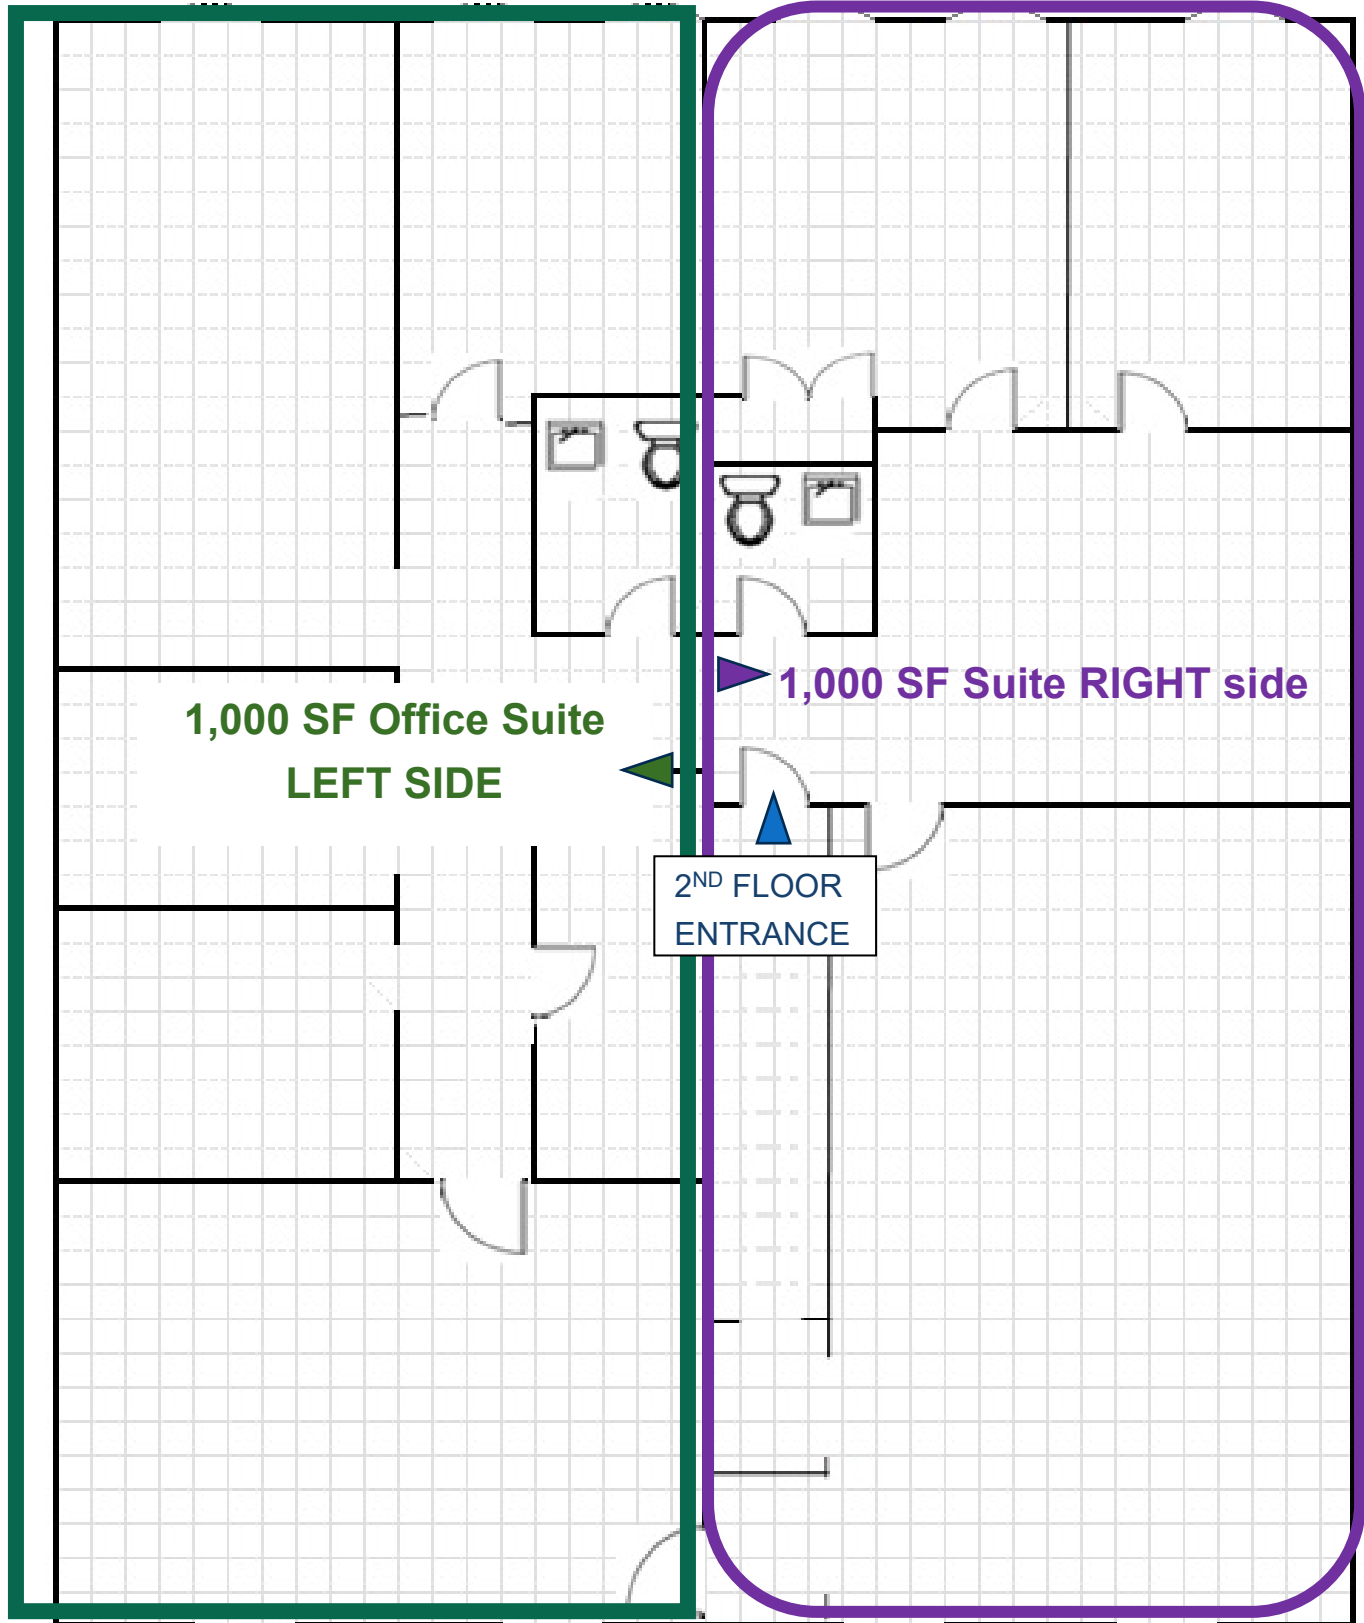 1,000 SF Suite RIGHT side
1,000 SF Office Suite
LEFT SIDE
2ND FLOOR
ENTRANCE